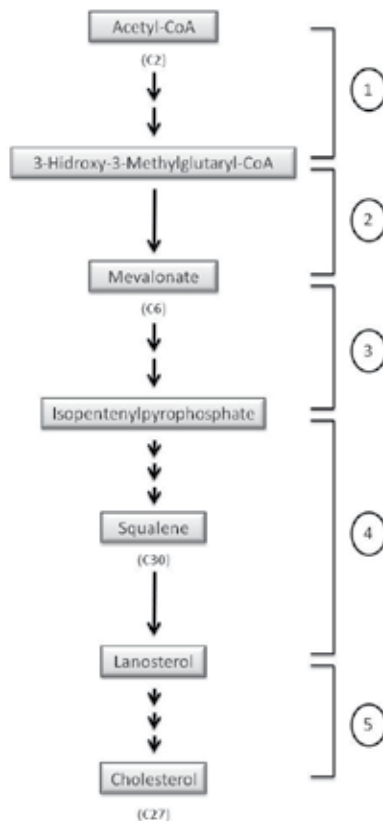 Acetyl-CoA
(C2)
1
3-Hidroxy-3-Methylglutaryl-CoA
2
Mevalonate
(C6)
3
Isopentenylpyrophosphate
Squalene
(C30)
4
Lanosterol
5
Cholesterol
(C27)